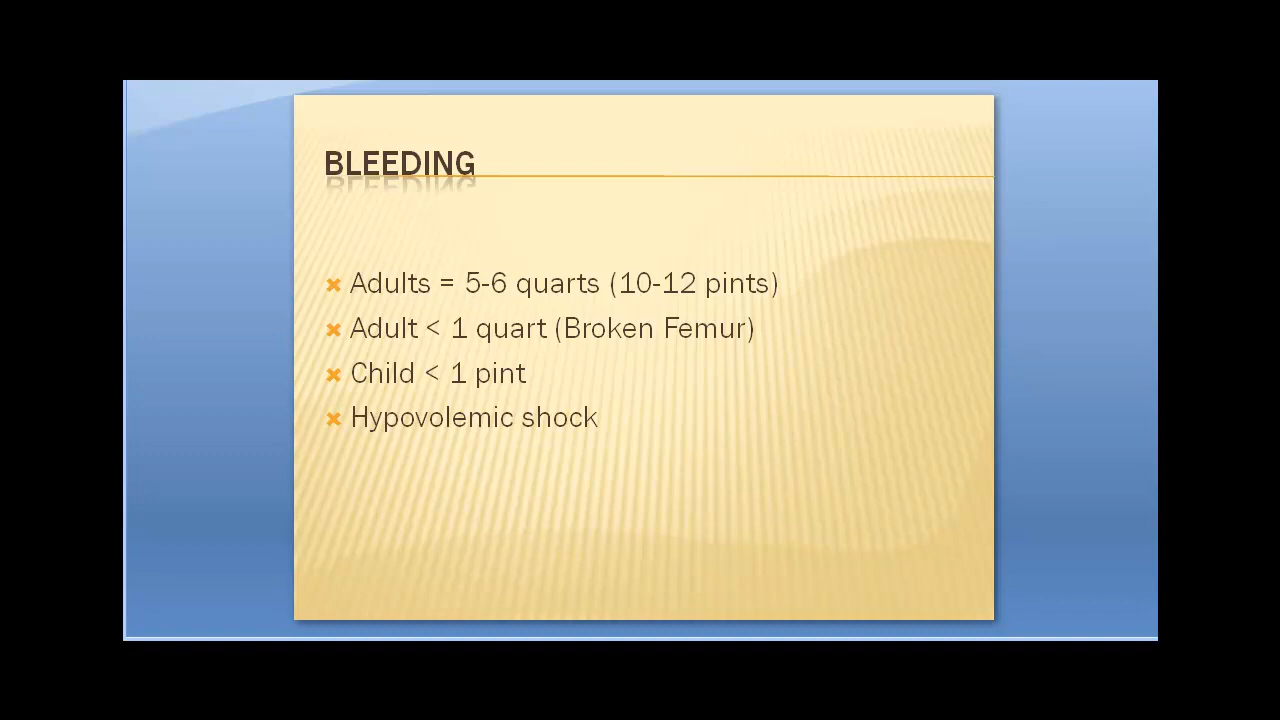 BLEEDING
Adults = 5-6 quarts (10-12 pints)
Adult < 1 quart (Broken Femur)
Child < 1 pint
Hypovolemic shock